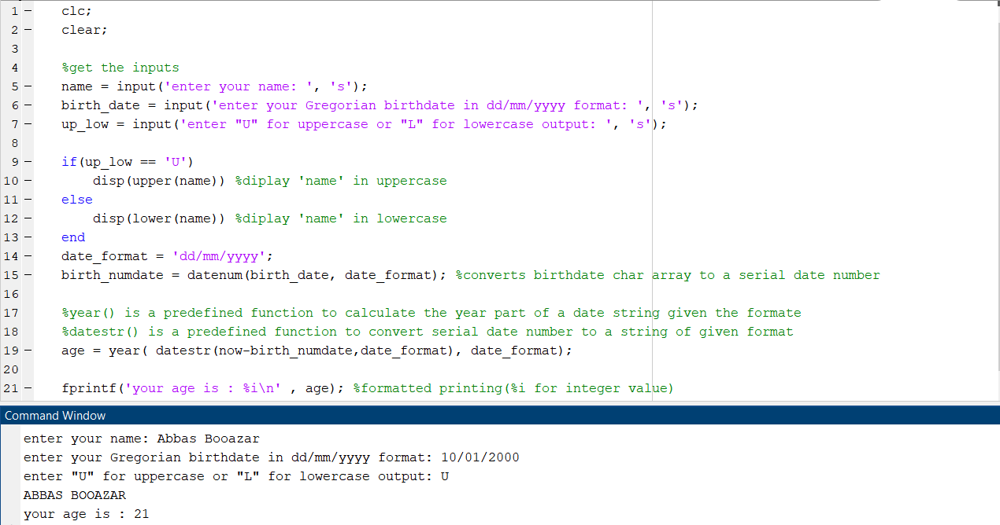 1 – clc;
2 – clear;
3
4 %get the inputs
5 – name = input('enter your name: ', 's');
6 – birth_date = input('enter your Gregorian birthdate in dd/mm/yyyy format: ', 's');
7 – up_low = input('enter "U" for uppercase or "L" for lowercase output: ', 's');
8
9 – if(up_low == 'U')
10 – disp(upper(name)) %diplay 'name' in uppercase
11 – else
12 – disp(lower(name)) %diplay 'name' in lowercase
13 – end
14 – date_format = 'dd/mm/yyyy';
15 – birth_numdate = datenum(birth_date, date_format); %converts birthdate char array to a serial date number
16
17 %year() is a predefined function to calculate the year part of a date string given the formate
18 %datestr() is a predefined function to convert serial date number to a string of given format
19 – age = year( datestr(now-birth_numdate,date_format), date_format);
20
21 – fprintf('your age is : %i\n' , age); %formatted printing(%i for integer value)
Command Window
enter your name: Abbas Booazar
enter your Gregorian birthdate in dd/mm/yyyy format: 10/01/2000
enter "U" for uppercase or "L" for lowercase output: U
ABBAS BOOAZAR
your age is : 21